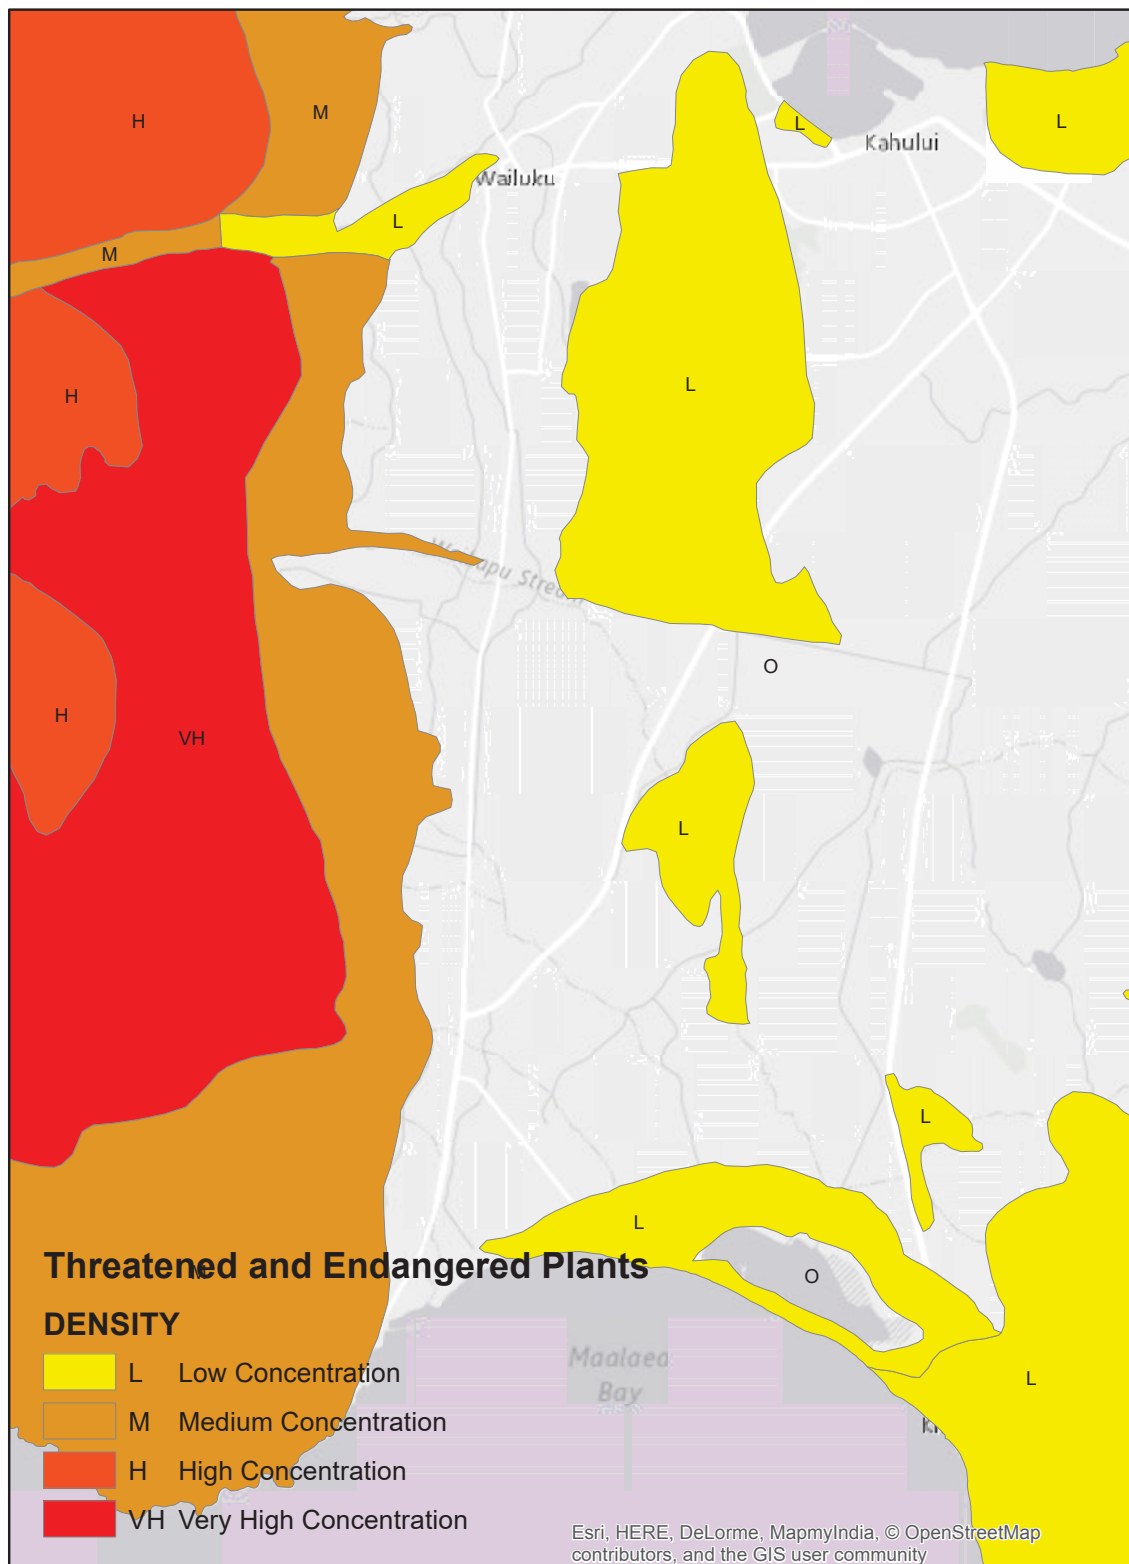 H
M
L
L
Kahului
Wailuku
L
M
H
L
Stream
O
H
VH
L
L
L
O
Threatened and Endangered Plants
M
DENSITY
L Low Concentration
M Medium Concentration
H High Concentration
VH Very High Concentration
Maalaea
Bay
L
Esri, HERE, DeLorme, MapmyIndia, © OpenStreetMap
contributors, and the GIS user community